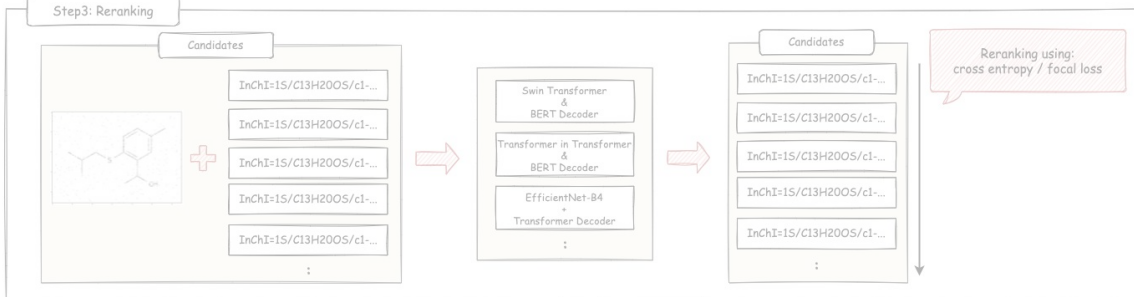 Step3: Reranking
Candidates
InChI=1S/C13H20OS/c1-...
InChI=1S/C13H20OS/c1-...
InChI=1S/C13H20OS/c1-...
InChI=1S/C13H20OS/c1-...
InChI=1S/C13H20OS/c1-...
:
Swin Transformer
&
BERT Decoder
Transformer in Transformer
&
BERT Decoder
EfficientNet-B4
+
Transformer Decoder
:
Candidates
InChI=1S/C13H20OS/c1-...
InChI=1S/C13H20OS/c1-...
InChI=1S/C13H20OS/c1-...
InChI=1S/C13H20OS/c1-...
InChI=1S/C13H20OS/c1-...
:
Reranking using:
cross entropy / focal loss